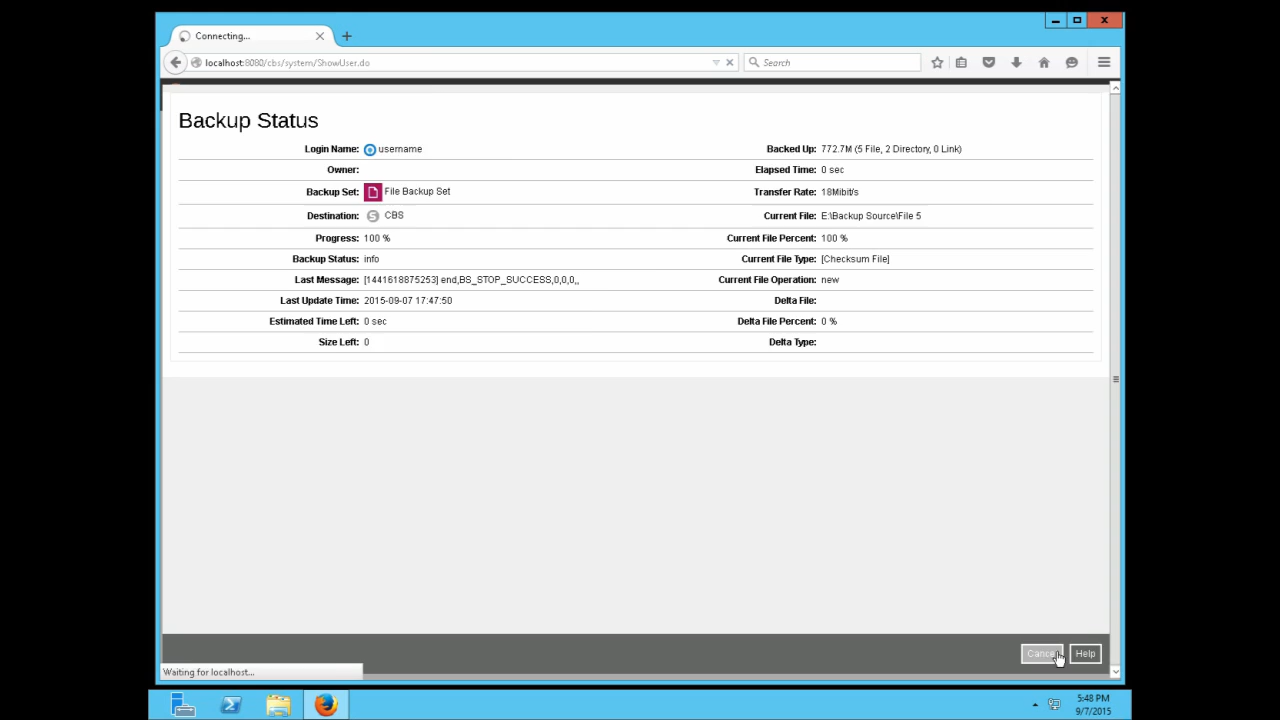 Connecting...
localhost:8080/cbs/system/ShowUser.do
Search
Backup Status
Login Name: username
Backed Up: 772.7M (5 File, 2 Directory, 0 Link)
Owner:
Elapsed Time: 0 sec
Backup Set: File Backup Set
Transfer Rate: 18Mibit/s
Destination: CBS
Current File: E:\Backup Source\File 5
Progress: 100 %
Current File Percent: 100 %
Backup Status: info
Current File Type: [Checksum File]
Last Message: [1441618875253] end,BS_STOP_SUCCESS,0,0,0,,
Current File Operation: new
Last Update Time: 2015-09-07 17:47:50
Delta File:
Estimated Time Left: 0 sec
Delta File Percent: 0 %
Size Left: 0
Delta Type:
Cancel Help
Waiting for localhost...
5:48 PM
9/7/2015